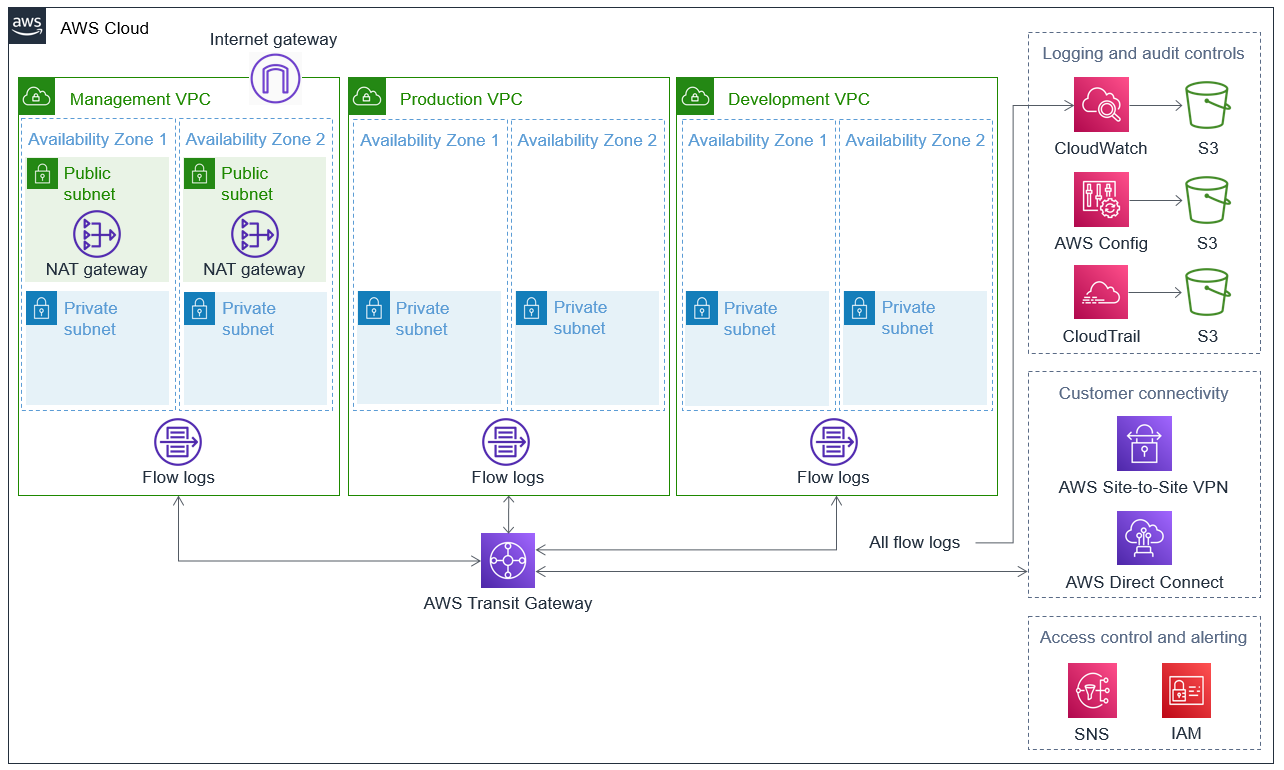 aws
AWS Cloud
Internet gateway
Management VPC
Availability Zone 1
Availability Zone 2
Public
subnet
Public
subnet
NAT gateway
NAT gateway
Private
subnet
Private
subnet
Flow logs
Production VPC
Availability Zone 1
Availability Zone 2
Private
subnet
Private
subnet
Flow logs
Development VPC
Availability Zone 1
Availability Zone 2
Private
subnet
Private
subnet
Flow logs
AWS Transit Gateway
All flow logs
Logging and audit controls
CloudWatch
S3
AWS Config
S3
CloudTrail
S3
Customer connectivity
AWS Site-to-Site VPN
AWS Direct Connect
Access control and alerting
SNS
IAM